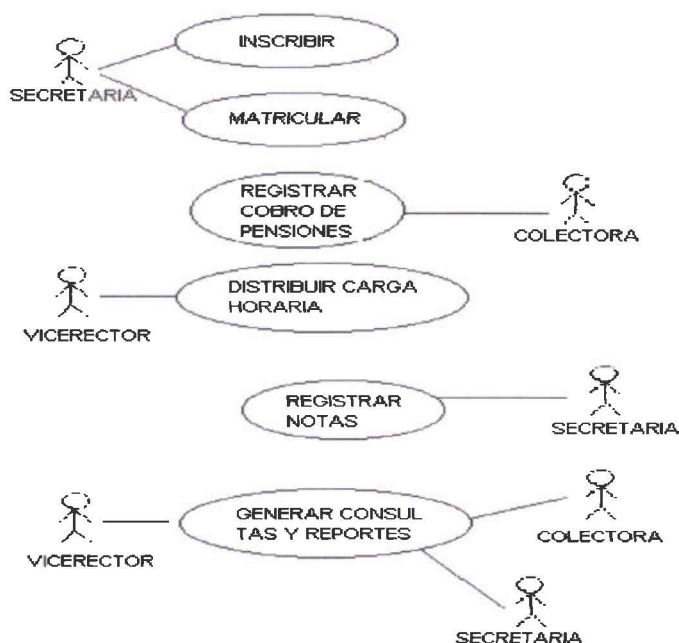 INSCRIBIR
SECRETARIA
MATRICULAR
REGISTRAR
COBRO DE
PENSIONES
COLECTORA
DISTRIBUIR CARGA
HORARIA
VICERECTOR
REGISTRAR
NOTAS
SECRETARIA
GENERAR CONSUL
TAS Y REPORTES
COLECTORA
VICERECTOR
SECRETARIA